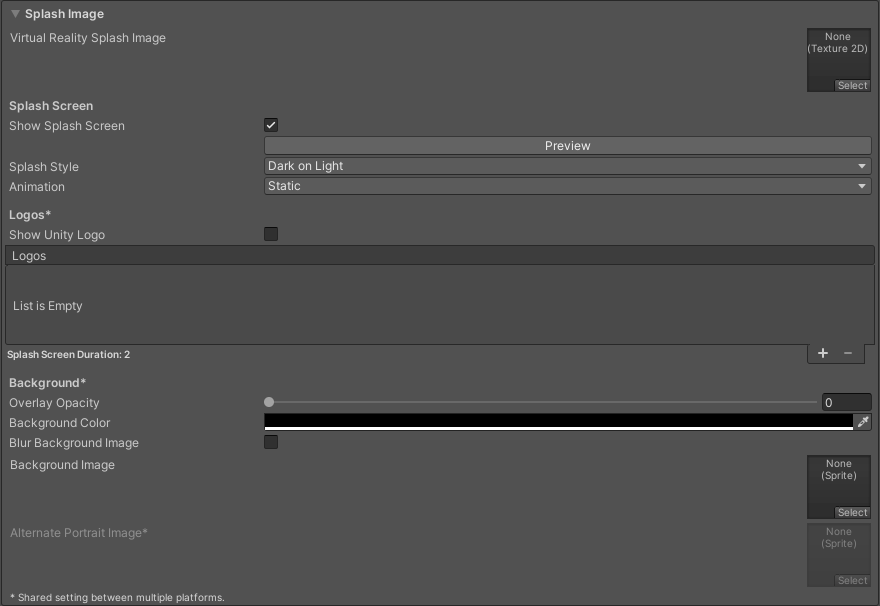 Splash Image
Virtual Reality Splash Image
None
(Texture 2D)
Select
Splash Screen
Show Splash Screen
Preview
Splash Style
Dark on Light
Animation
Static
Logos*
Show Unity Logo
Logos
List is Empty
Splash Screen Duration: 2
+ −
Background*
Overlay Opacity
0
Background Color
Blur Background Image
Background Image
None
(Sprite)
Select
Alternate Portrait Image*
None
(Sprite)
Select
* Shared setting between multiple platforms.